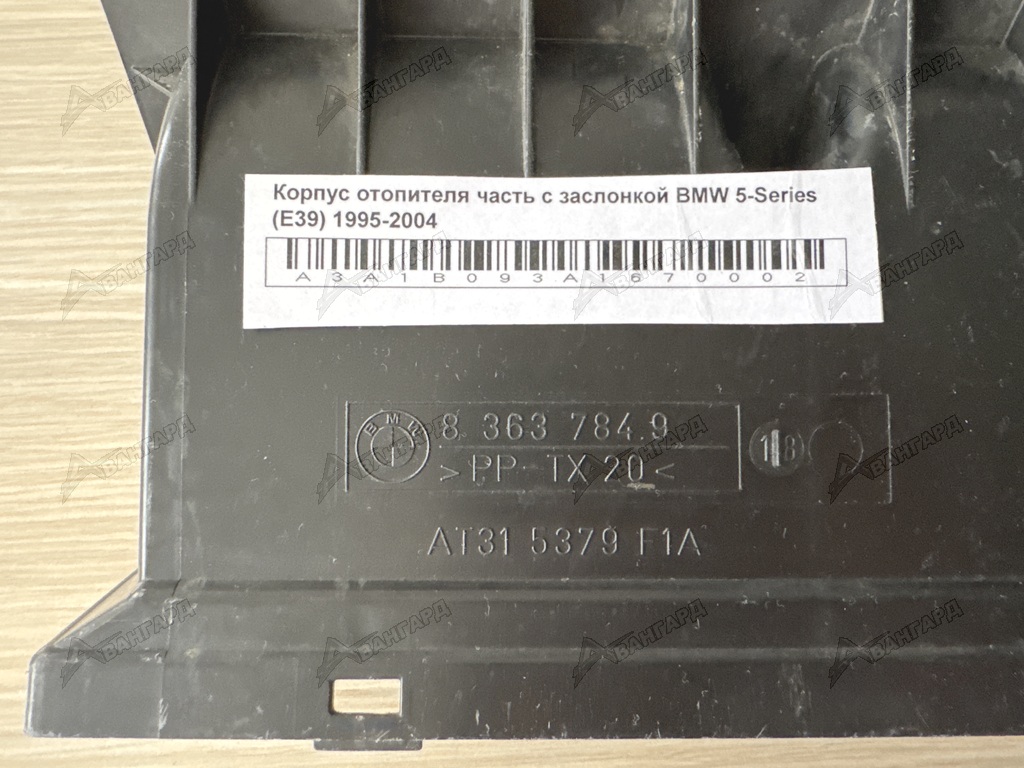 Корпус отопителя часть с заслонкой BMW 5-Series
(E39) 1995-2004
A3A1B093A1670002
BMW
8 363 784.9
>PP TX 20<
18
AT31 5379 F1A
АВАНГАРД